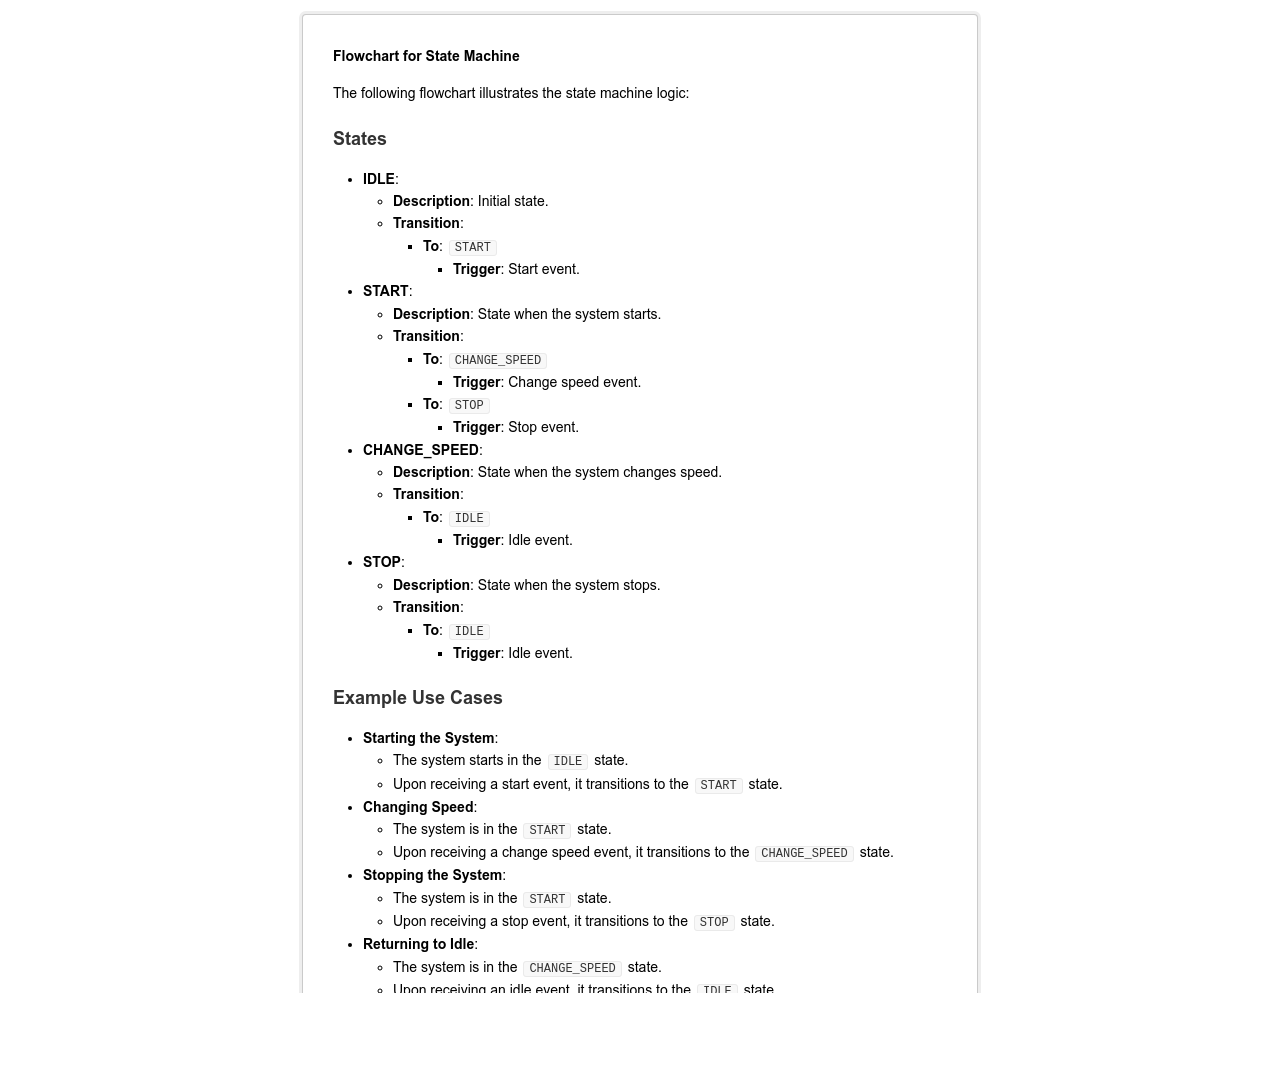 Flowchart for State Machine
The following flowchart illustrates the state machine logic:
States
IDLE:
Description: Initial state.
Transition:
To: START
Trigger: Start event.
START:
Description: State when the system starts.
Transition:
To: CHANGE_SPEED
Trigger: Change speed event.
To: STOP
Trigger: Stop event.
CHANGE_SPEED:
Description: State when the system changes speed.
Transition:
To: IDLE
Trigger: Idle event.
STOP:
Description: State when the system stops.
Transition:
To: IDLE
Trigger: Idle event.
Example Use Cases
Starting the System:
The system starts in the IDLE state.
Upon receiving a start event, it transitions to the START state.
Changing Speed:
The system is in the START state.
Upon receiving a change speed event, it transitions to the CHANGE_SPEED state.
Stopping the System:
The system is in the START state.
Upon receiving a stop event, it transitions to the STOP state.
Returning to Idle:
The system is in the CHANGE_SPEED state.
Upon receiving an idle event, it transitions to the IDLE state